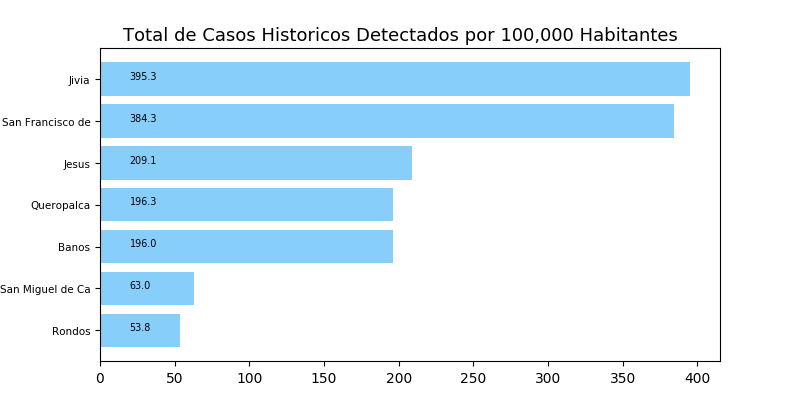 Total de Casos Historicos Detectados por 100,000 Habitantes
Jivia 395.3
San Francisco de 384.3
Jesus 209.1
Queropalca 196.3
Banos 196.0
San Miguel de Ca 63.0
Rondos 53.8
0 50 100 150 200 250 300 350 400